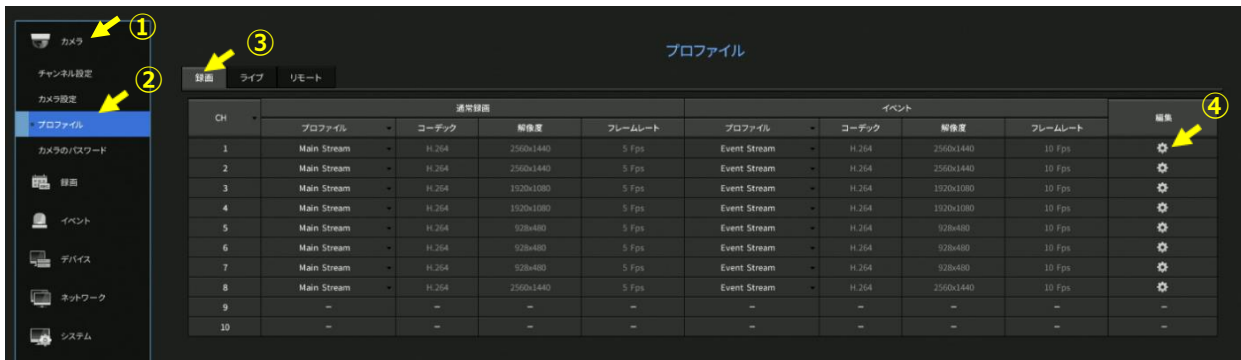 カメラ ①
③
プロファイル
チャンネル設定 ②
録画 ライブ リモート
カメラ設定
④
CH 通常録画 イベント 編集
プロファイル
プロファイル コーデック 解像度 フレームレート プロファイル コーデック 解像度 フレームレート
カメラのパスワード
1 Main Stream H.264 2560x1440 5 Fps Event Stream H.264 2560x1440 10 Fps
2 Main Stream H.264 2560x1440 5 Fps Event Stream H.264 2560x1440 10 Fps
録画
3 Main Stream H.264 1920x1080 5 Fps Event Stream H.264 1920x1080 10 Fps
4 Main Stream H.264 1920x1080 5 Fps Event Stream H.264 1920x1080 10 Fps
イベント
5 Main Stream H.264 928x480 5 Fps Event Stream H.264 928x480 10 Fps
6 Main Stream H.264 928x480 5 Fps Event Stream H.264 928x480 10 Fps
デバイス
7 Main Stream H.264 928x480 5 Fps Event Stream H.264 928x480 10 Fps
8 Main Stream H.264 2560x1440 5 Fps Event Stream H.264 2560x1440 10 Fps
ネットワーク
9 − − − − − − − − −
10 − − − − − − − − −
システム